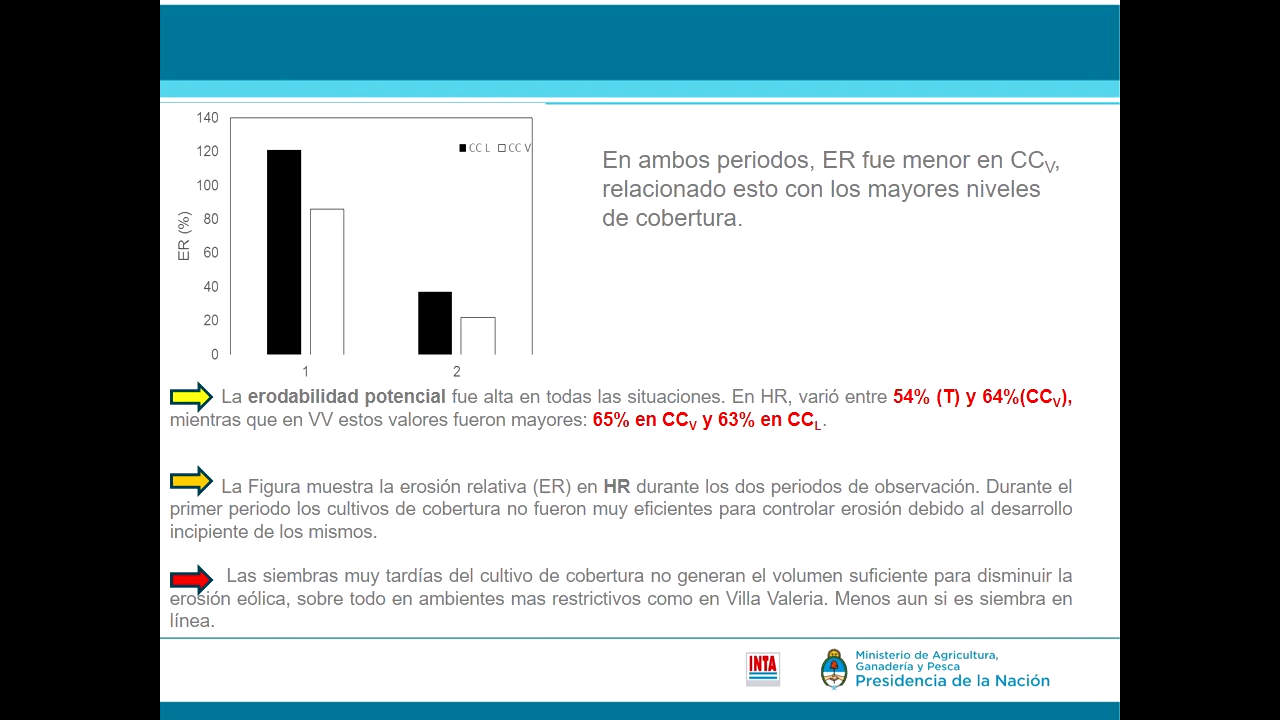 140
120
100
80
60
40
20
0
ER (%)
CC L CC V
1 2
En ambos periodos, ER fue menor en CCV,
relacionado esto con los mayores niveles
de cobertura.
La erodabilidad potencial fue alta en todas las situaciones. En HR, varió entre 54% (T) y 64%(CCV),
mientras que en VV estos valores fueron mayores: 65% en CCV y 63% en CCL.
La Figura muestra la erosión relativa (ER) en HR durante los dos periodos de observación. Durante el
primer periodo los cultivos de cobertura no fueron muy eficientes para controlar erosión debido al desarrollo
incipiente de los mismos.
Las siembras muy tardías del cultivo de cobertura no generan el volumen suficiente para disminuir la
erosión eólica, sobre todo en ambientes mas restrictivos como en Villa Valeria. Menos aun si es siembra en
línea.
INTA
Ministerio de Agricultura,
Ganadería y Pesca
Presidencia de la Nación